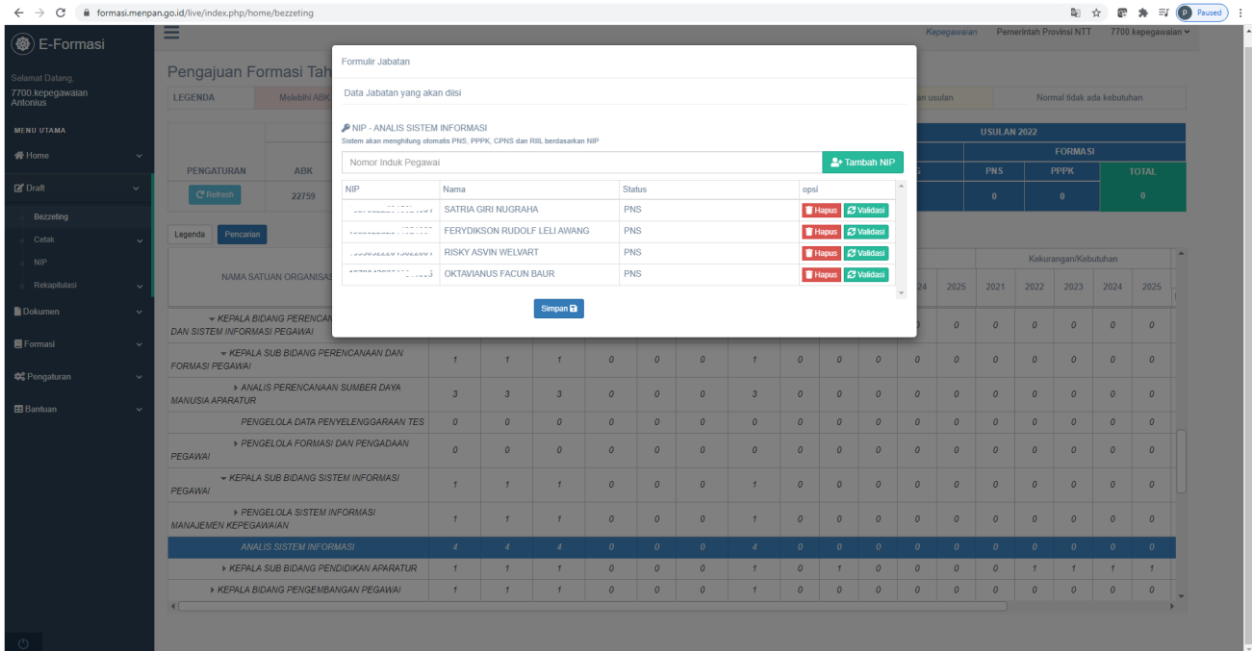 formasi.menpan.go.id/live/index.php/home/bezzeting
P Paused
E-Formasi
Kepegawaian Pemerintah Provinsi NTT 7700.kepegawaian
Selamat Datang,
7700.kepegawaian
Antonius
MENU UTAMA
Home
Draft
Bezzeting
Cetak
NIP
Rekapitulasi
Dokumen
Formasi
Pengaturan
Bantuan
Pengajuan Formasi Tah
LEGENDA Melebihi ABK an usulan Normal tidak ada kebutuhan
Formulir Jabatan
Data Jabatan yang akan diisi
NIP - ANALIS SISTEM INFORMASI
Sistem akan menghitung otomatis PNS, PPPK, CPNS dan RIIL berdasarkan NIP
Nomor Induk Pegawai Tambah NIP
NIP Nama Status opsi
SATRIA GIRI NUGRAHA PNS Hapus Validasi
FERYDIKSON RUDOLF LELI AWANG PNS Hapus Validasi
RISKY ASVIN WELVART PNS Hapus Validasi
OKTAVIANUS FACUN BAUR PNS Hapus Validasi
Simpan
USULAN 2022
FORMASI
PENGATURAN ABK PNS PPPK TOTAL
Refresh 22759 0 0 0
Legenda Pencarian
Kekurangan/Kebutuhan
NAMA SATUAN ORGANISAS 24 2025 2021 2022 2023 2024 2025
KEPALA BIDANG PERENCAN
DAN SISTEM INFORMASI PEGAWAI 0 0 0 0 0 0
KEPALA SUB BIDANG PERENCANAAN DAN
FORMASI PEGAWAI 1 1 1 0 0 0 1 0 0 0 0 0 0 0 0 0 0
ANALIS PERENCANAAN SUMBER DAYA
MANUSIA APARATUR 3 3 3 0 0 0 3 0 0 0 0 0 0 0 0 0 0
PENGELOLA DATA PENYELENGGARAAN TES 0 0 0 0 0 0 0 0 0 0 0 0 0 0 0 0 0
PENGELOLA FORMASI DAN PENGADAAN
PEGAWAI 0 0 0 0 0 0 0 0 0 0 0 0 0 0 0 0 0
KEPALA SUB BIDANG SISTEM INFORMASI
PEGAWAI 1 1 1 0 0 0 1 0 0 0 0 0 0 0 0 0 0
PENGELOLA SISTEM INFORMASI
MANAJEMEN KEPEGAWAIAN 1 1 1 0 0 0 1 0 0 0 0 0 0 0 0 0 0
ANALIS SISTEM INFORMASI 4 4 4 0 0 0 4 0 0 0 0 0 0 0 0 0 0
KEPALA SUB BIDANG PENDIDIKAN APARATUR 1 1 1 0 0 0 1 0 1 0 0 0 0 1 1 1 1
KEPALA BIDANG PENGEMBANGAN PEGAWAI 1 1 1 0 0 0 1 0 0 0 0 0 0 0 0 0 0